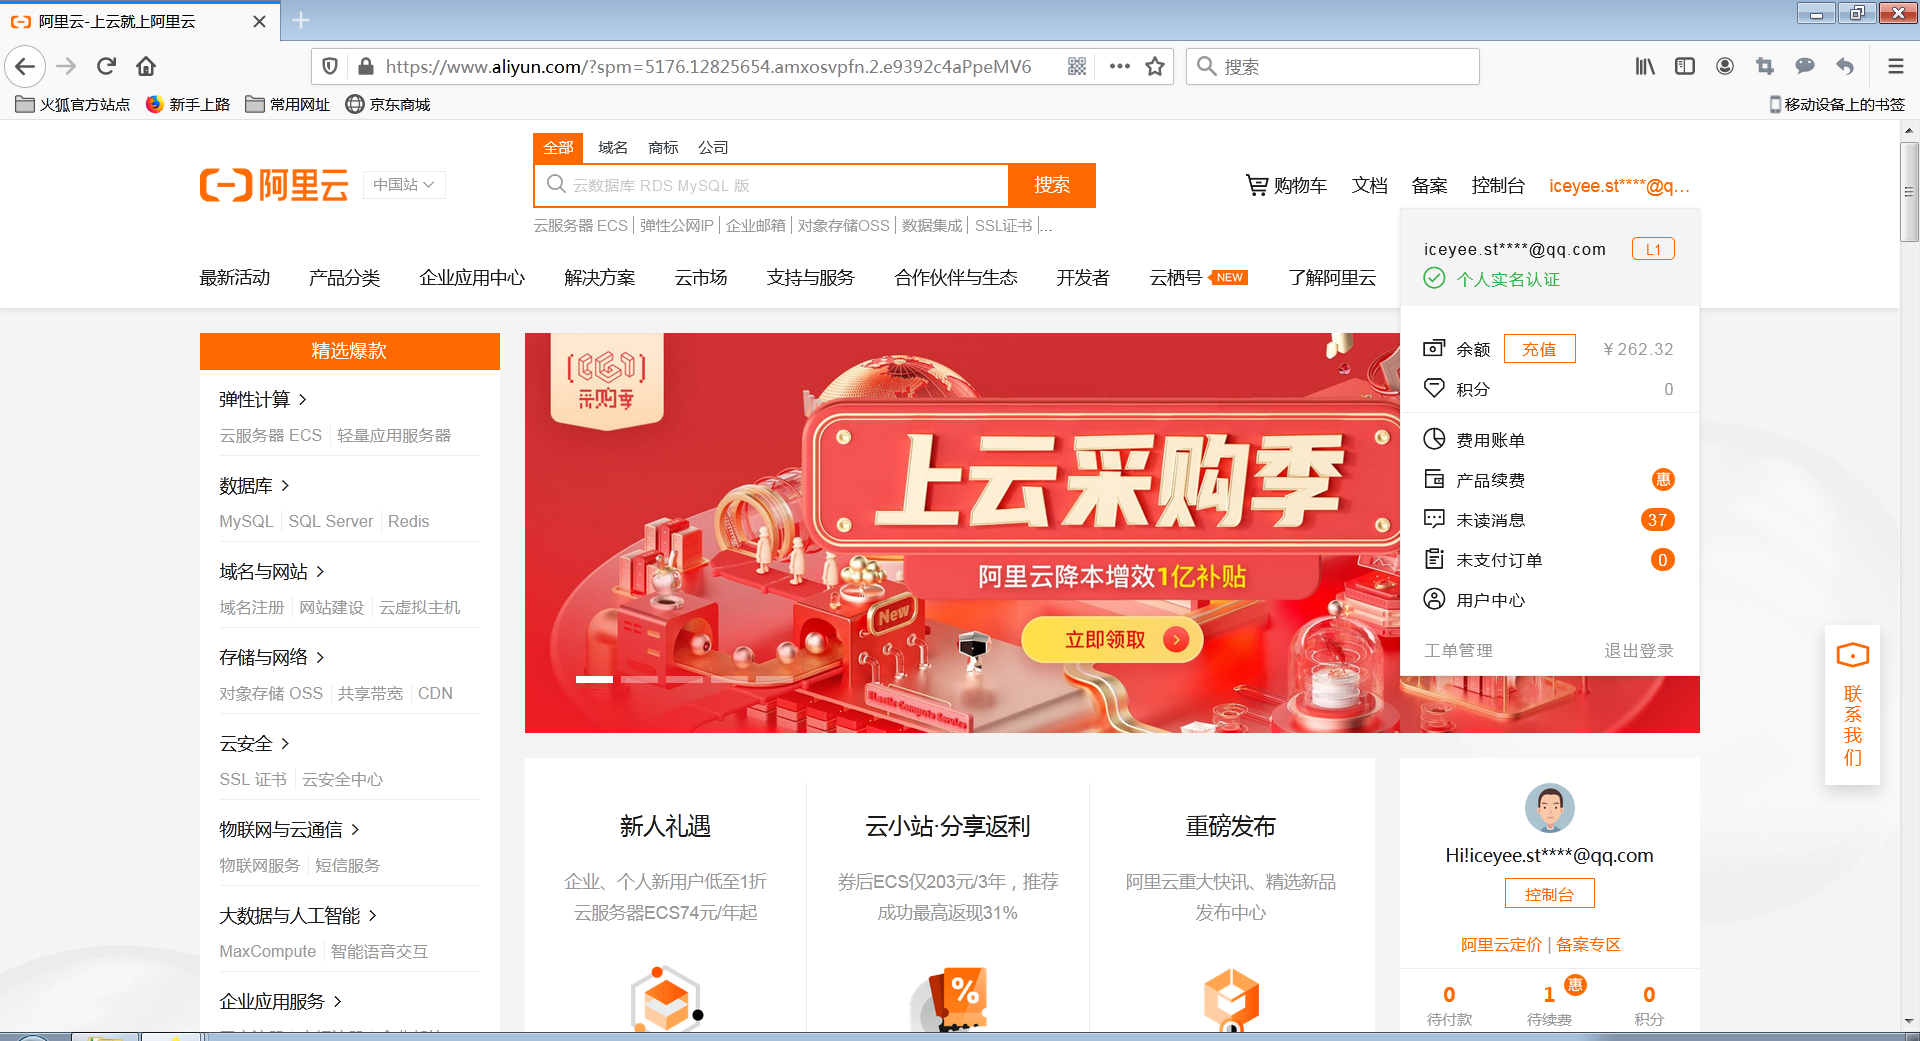 阿里云-上云就上阿里云
https://www.aliyun.com/?spm=5176.12825654.amxosvpfn.2.e9392c4aPpeMV6
搜索
火狐官方站点 新手上路 常用网址 京东商城 移动设备上的书签
全部 域名 商标 公司
阿里云 中国站
云数据库 RDS MySQL 版 搜索
购物车 文档 备案 控制台 iceyee.st****@q...
云服务器 ECS 弹性公网IP 企业邮箱 对象存储OSS 数据集成 SSL证书 ...
最新活动 产品分类 企业应用中心 解决方案 云市场 支持与服务 合作伙伴与生态 开发者 云栖号 NEW 了解阿里云
iceyee.st****@qq.com L1
个人实名认证
余额 充值 ¥ 262.32
积分 0
费用账单
产品续费 惠
未读消息 37
未支付订单 0
用户中心
工单管理 退出登录
精选爆款
弹性计算
云服务器 ECS 轻量应用服务器
数据库
MySQL SQL Server Redis
域名与网站
域名注册 网站建设 云虚拟主机
存储与网络
对象存储 OSS 共享带宽 CDN
云安全
SSL 证书 云安全中心
物联网与云通信
物联网服务 短信服务
大数据与人工智能
MaxCompute 智能语音交互
企业应用服务
采购季
上云采购季
阿里云降本增效1亿补贴
New
立即领取
Elastic Compute Service
联系我们
新人礼遇
企业、个人新用户低至1折
云服务器ECS74元/年起
云小站·分享返利
券后ECS仅203元/3年，推荐
成功最高返现31%
%
重磅发布
阿里云重大快讯、精选新品
发布中心
Hi!iceyee.st****@qq.com
控制台
阿里云定价 | 备案专区
0 1 惠 0
待付款 待续费 积分